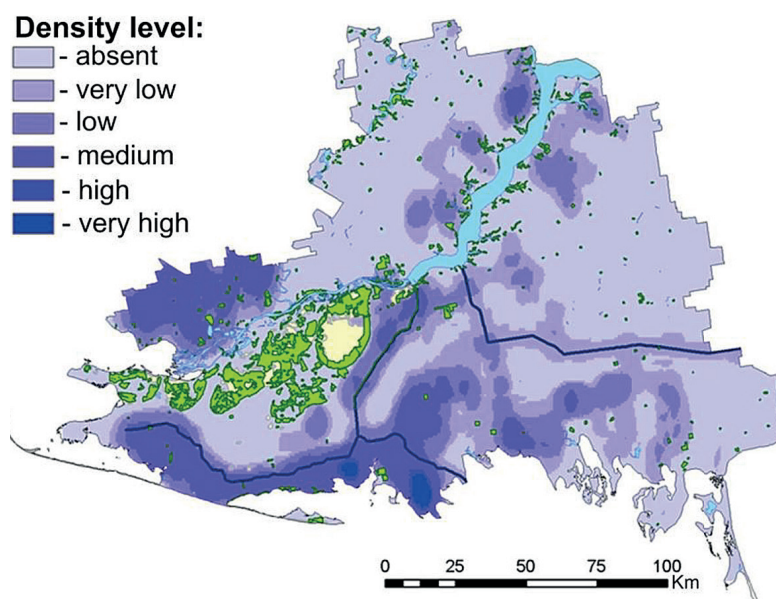 Density level:
- absent
- very low
- low
- medium
- high
- very high
0 25 50 75 100
Km